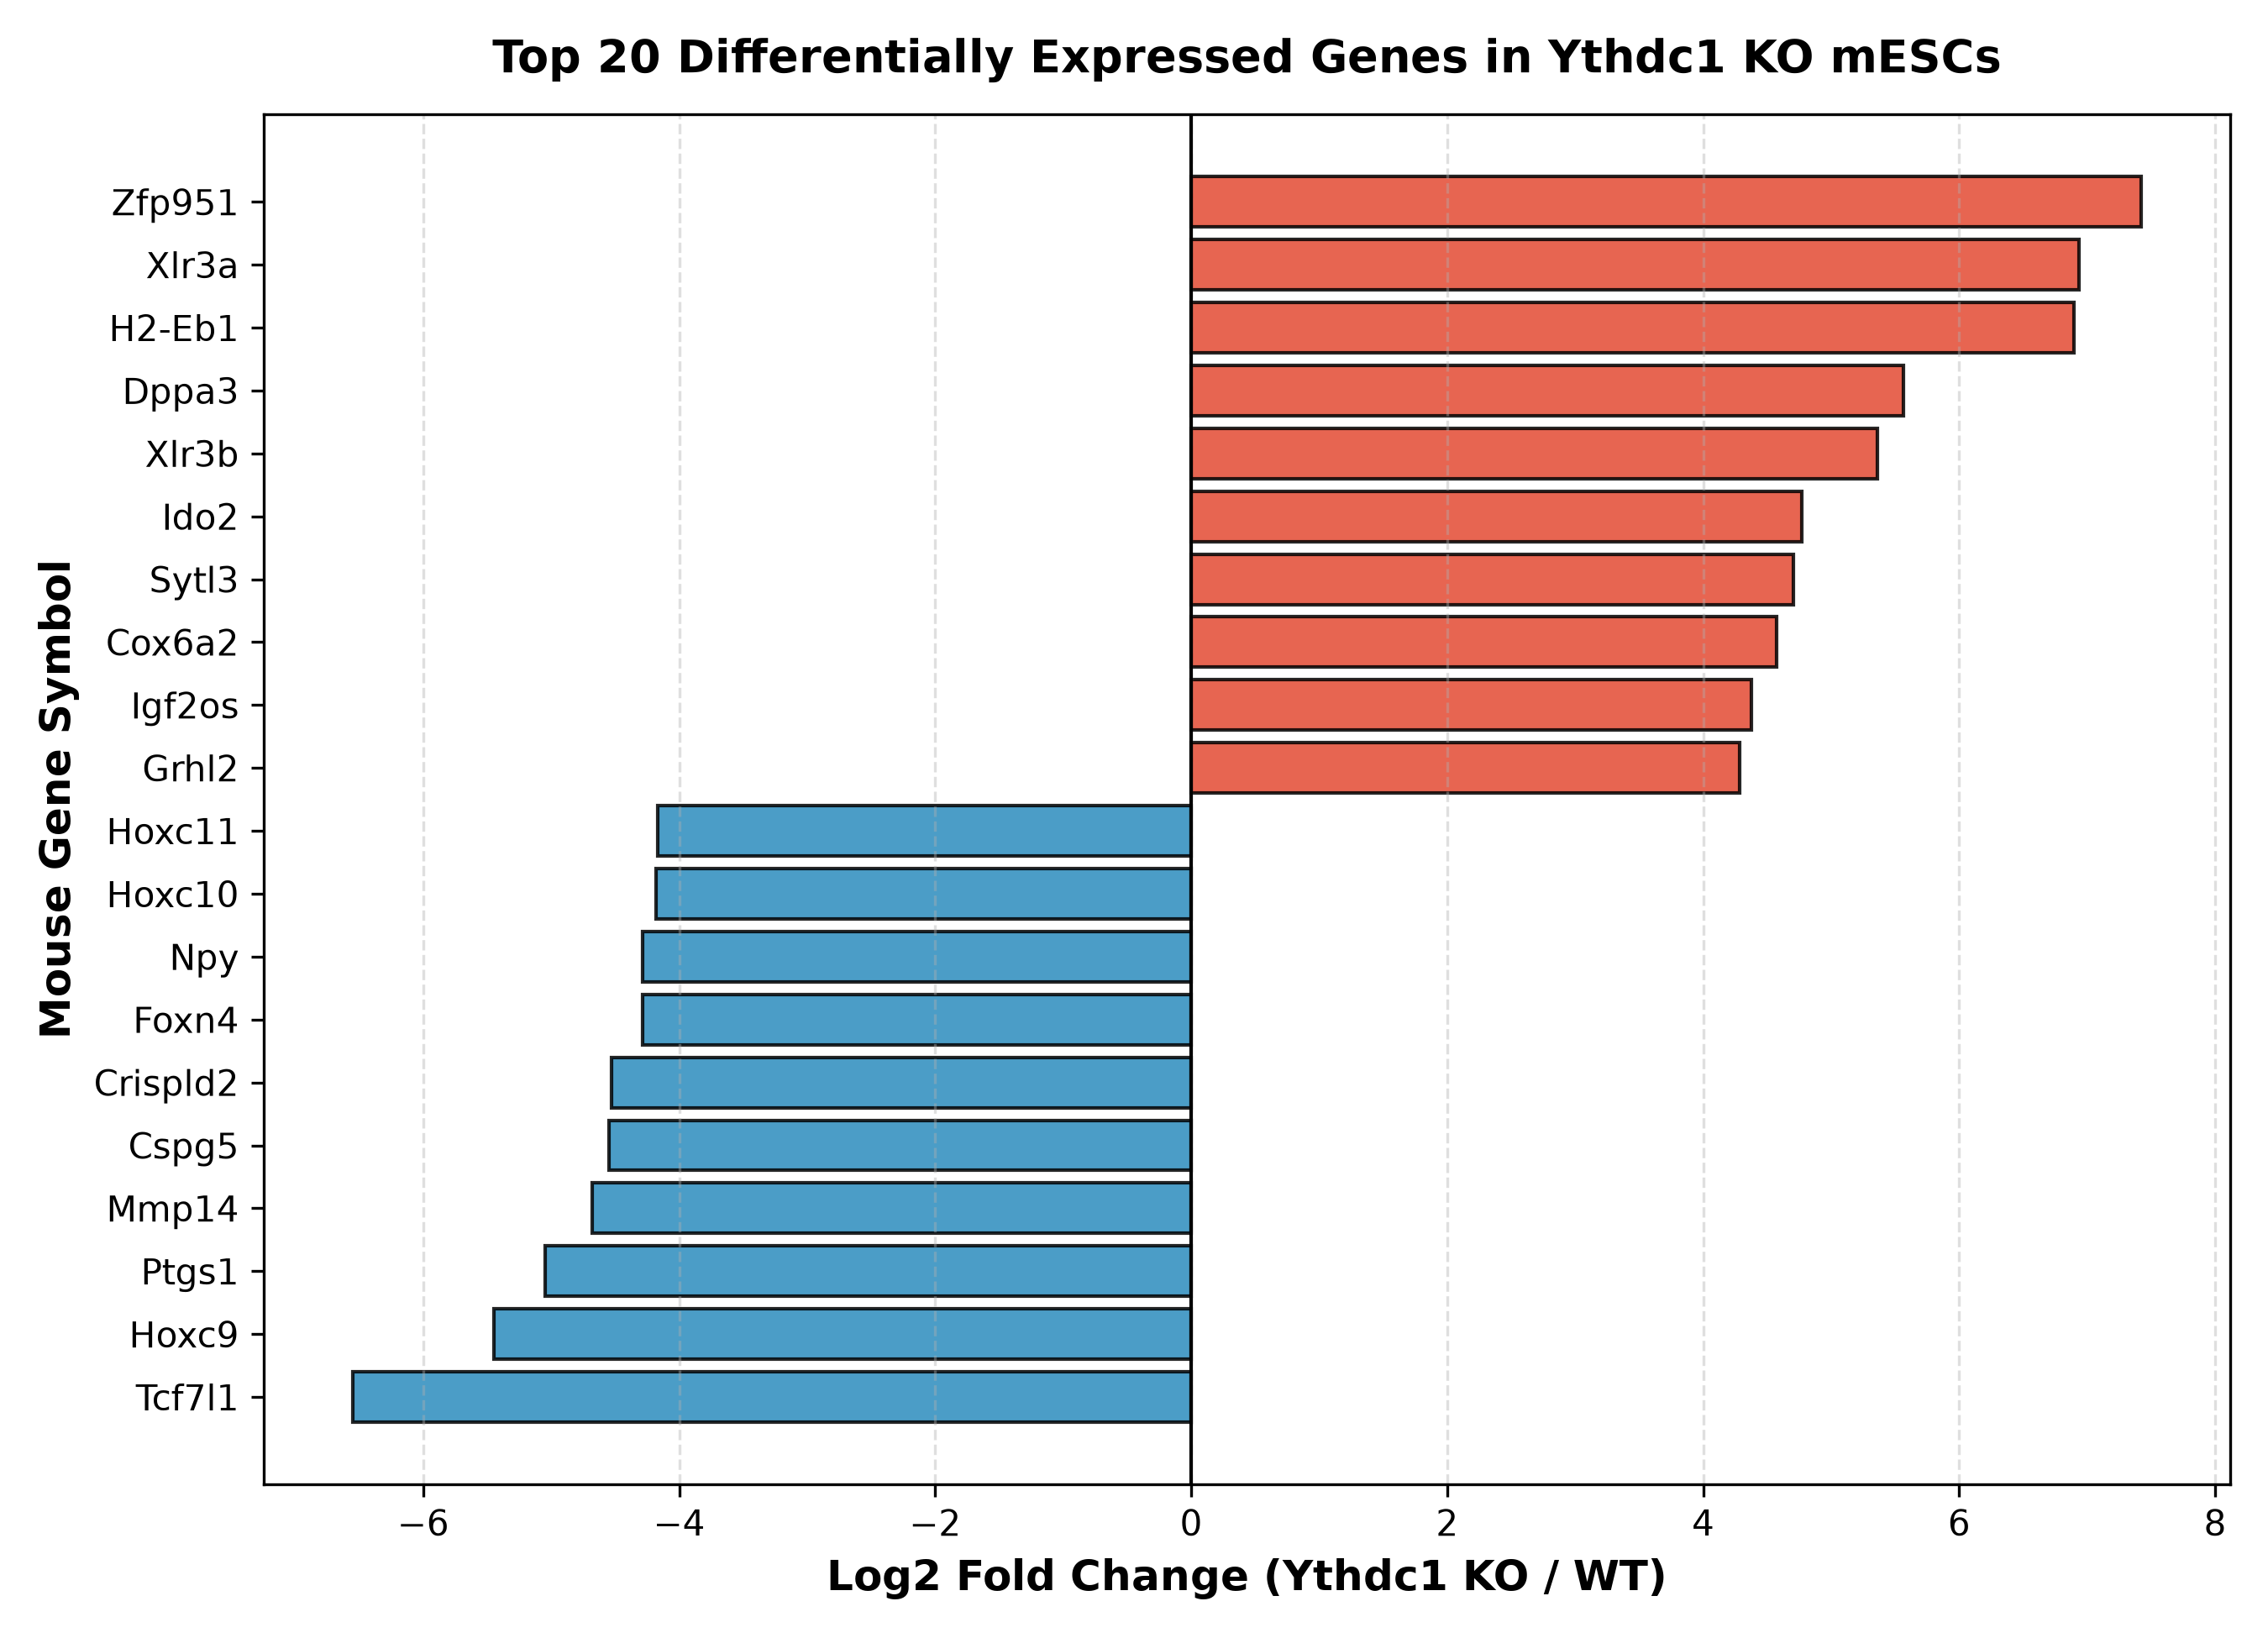 Top 20 Differentially Expressed Genes in Ythdc1 KO mESCs
Mouse Gene Symbol
Zfp951
Xlr3a
H2-Eb1
Dppa3
Xlr3b
Ido2
Sytl3
Cox6a2
Igf2os
Grhl2
Hoxc11
Hoxc10
Npy
Foxn4
Crispld2
Cspg5
Mmp14
Ptgs1
Hoxc9
Tcf7l1
−6 −4 −2 0 2 4 6 8
Log2 Fold Change (Ythdc1 KO / WT)